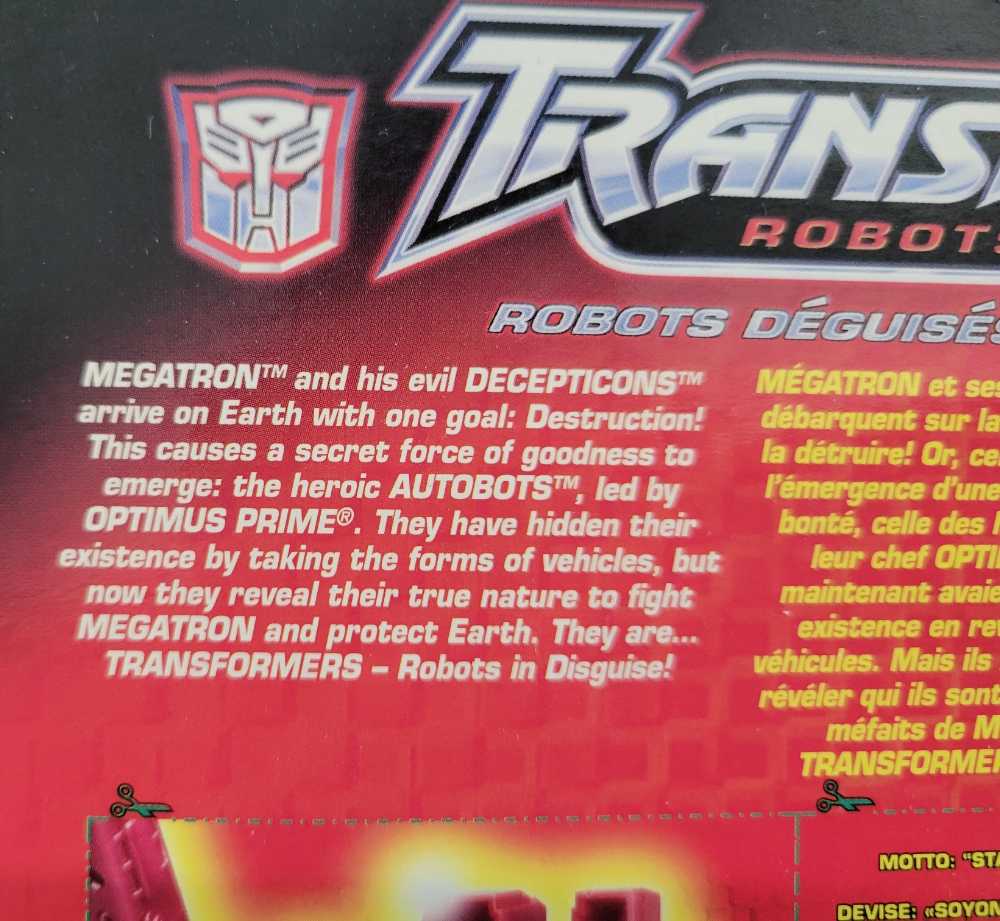 TRANS
ROBOTS
ROBOTS DÉGUISÉS
MEGATRON™ and his evil DECEPTICONS™
arrive on Earth with one goal: Destruction!
This causes a secret force of goodness to
emerge: the heroic AUTOBOTS™, led by
OPTIMUS PRIME®. They have hidden their
existence by taking the forms of vehicles, but
now they reveal their true nature to fight
MEGATRON and protect Earth. They are...
TRANSFORMERS – Robots in Disguise!
MÉGATRON et ses
débarquent sur la
la détruire! Or, ce
l'émergence d'une
bonté, celle des
leur chef OPTI
maintenant avaie
existence en re
véhicules. Mais ils
révéler qui ils sont
méfaits de M
TRANSFORMER
MOTTO: "STA
DEVISE: «SOYON